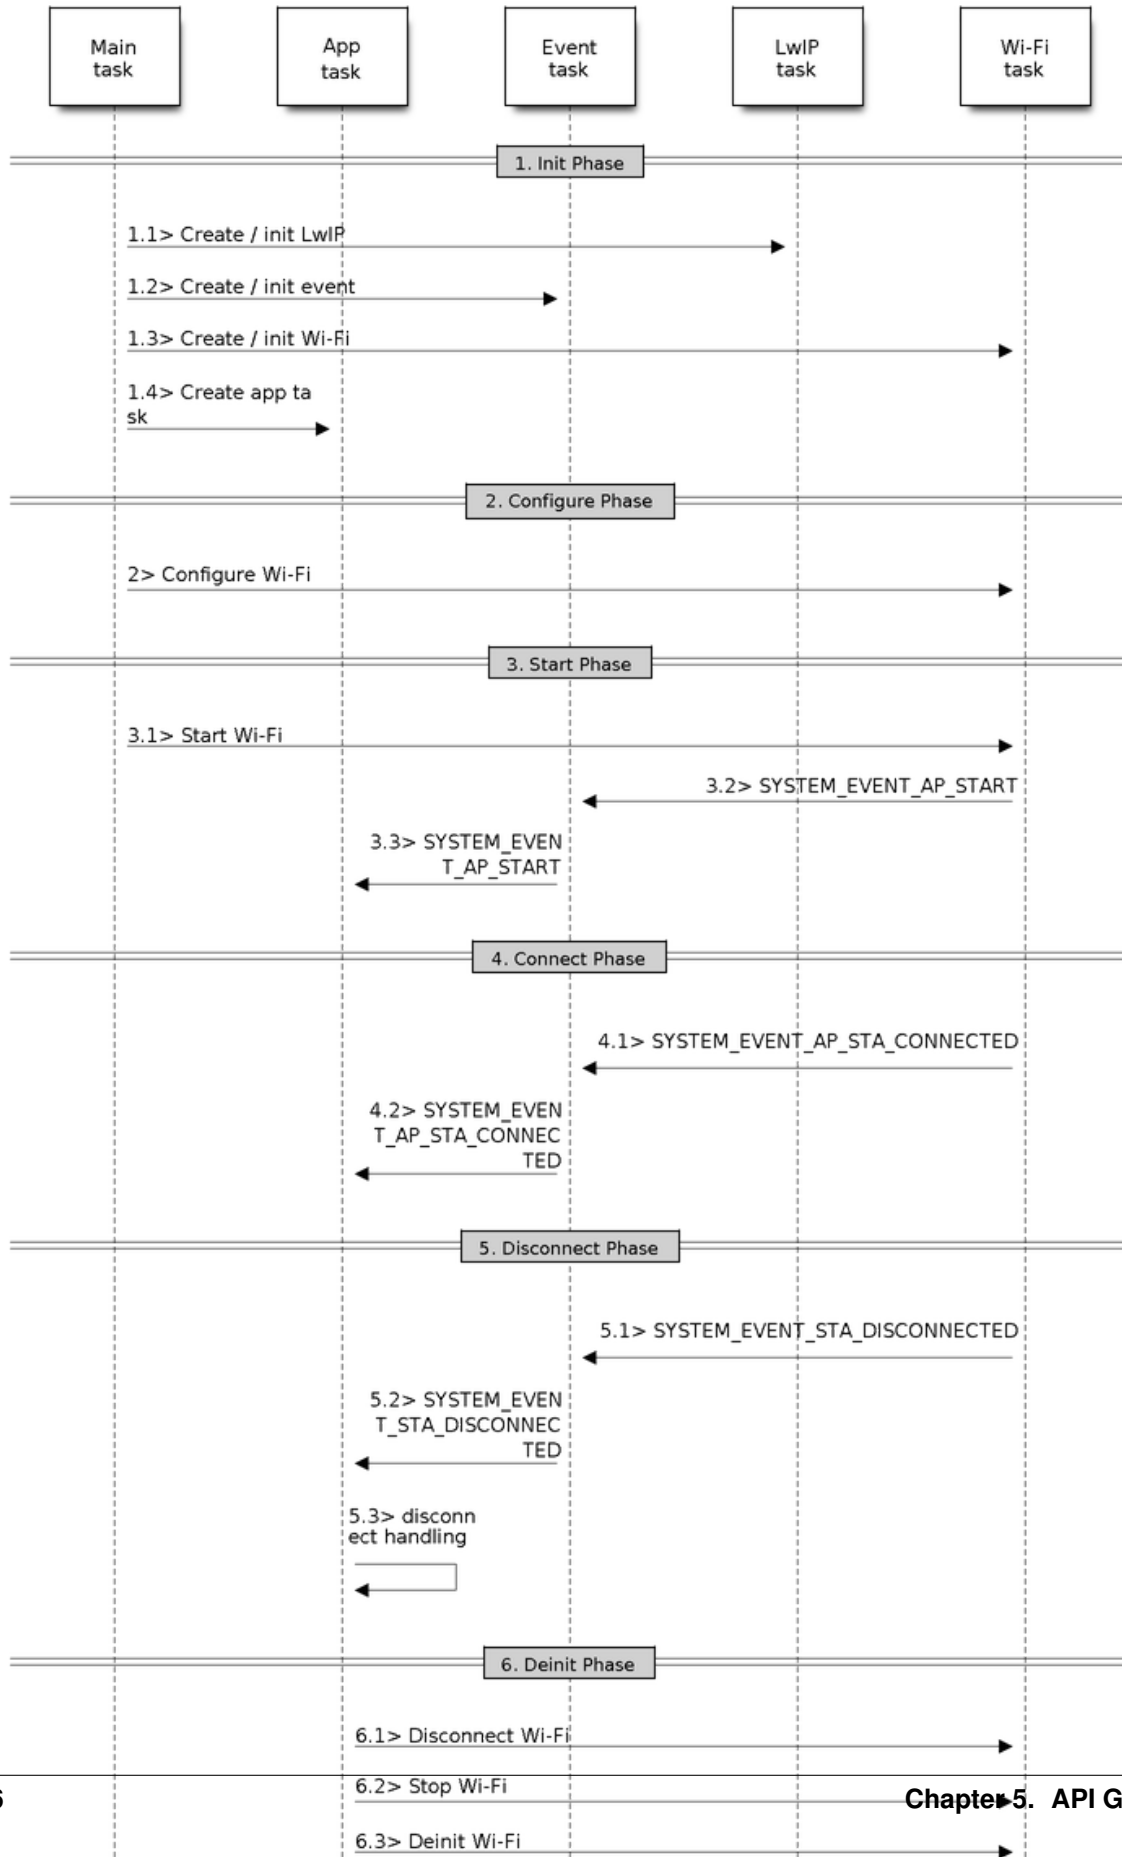 Main
task
App
task
Event
task
LwIP
task
Wi-Fi
task
1. Init Phase
1.1> Create / init LwIP
1.2> Create / init event
1.3> Create / init Wi-Fi
1.4> Create app ta
sk
2. Configure Phase
2> Configure Wi-Fi
3. Start Phase
3.1> Start Wi-Fi
3.2> SYSTEM_EVENT_AP_START
3.3> SYSTEM_EVEN
T_AP_START
4. Connect Phase
4.1> SYSTEM_EVENT_AP_STA_CONNECTED
4.2> SYSTEM_EVEN
T_AP_STA_CONNEC
TED
5. Disconnect Phase
5.1> SYSTEM_EVENT_STA_DISCONNECTED
5.2> SYSTEM_EVEN
T_STA_DISCONNEC
TED
5.3> disconn
ect handling
6. Deinit Phase
6.1> Disconnect Wi-Fi
6.2> Stop Wi-Fi
Chapter 5. API G
6.3> Deinit Wi-Fi